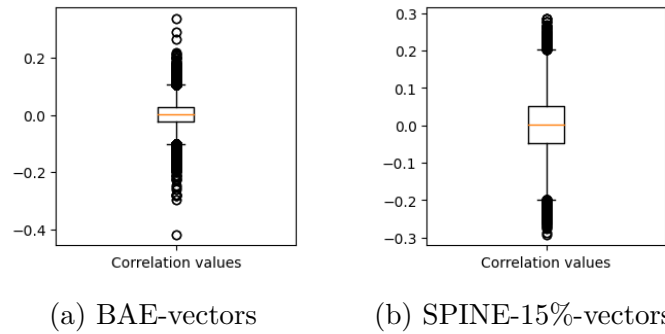 0.2
0.0
−0.2
−0.4
Correlation values
0.3
0.2
0.1
0.0
−0.1
−0.2
−0.3
Correlation values
(a) BAE-vectors
(b) SPINE-15%-vectors